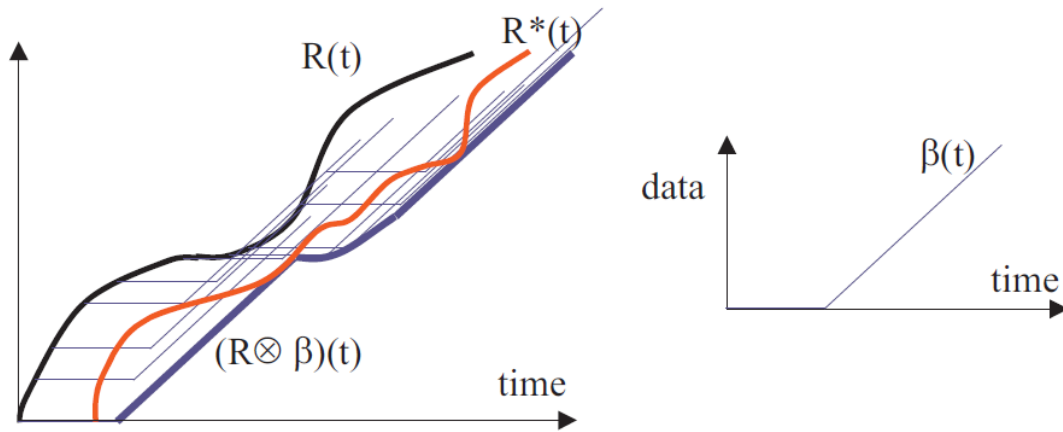 R(t)
R*(t)
(R⊗ β)(t)
time
data
β(t)
time